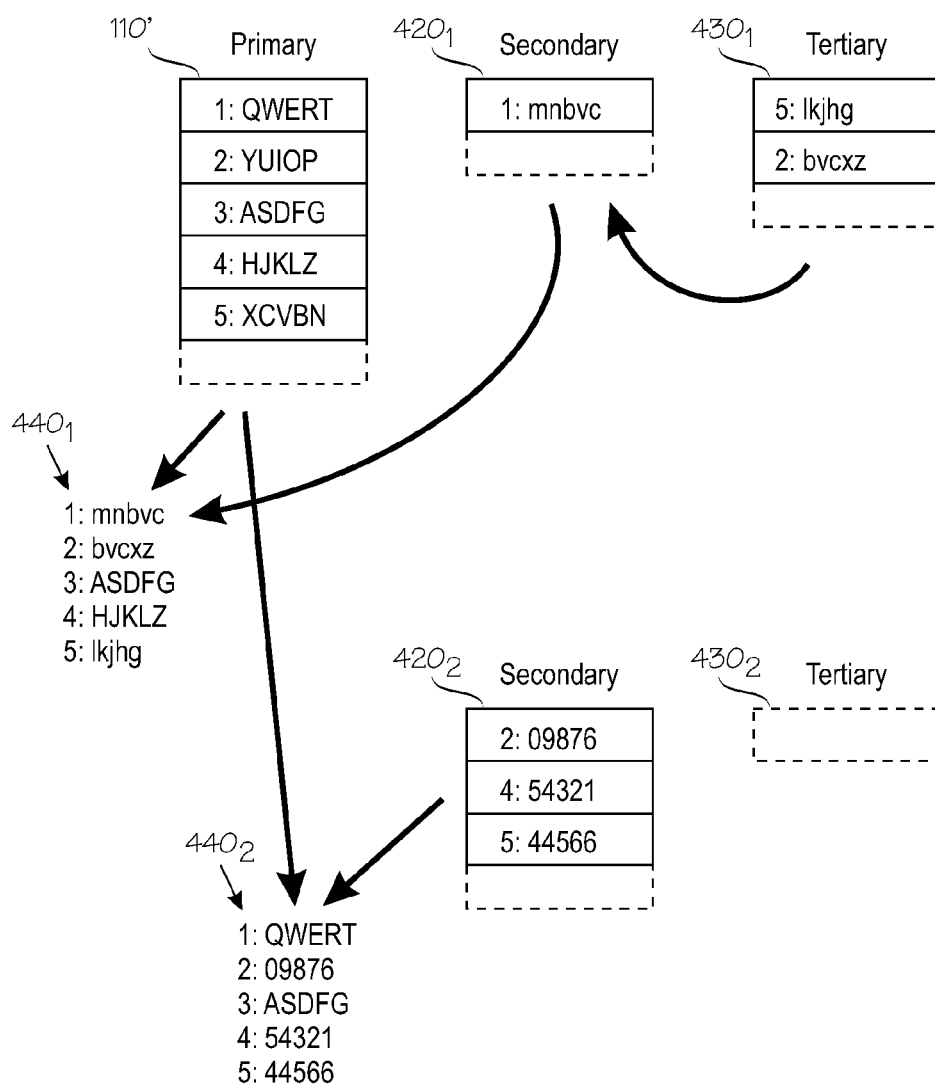 110’
Primary
1: QWERT
2: YUIOP
3: ASDFG
4: HJKLZ
5: XCVBN
420₁
Secondary
1: mnbvc
430₁
Tertiary
5: lkjhg
2: bvcxz
440₁
1: mnbvc
2: bvcxz
3: ASDFG
4: HJKLZ
5: lkjhg
420₂
Secondary
2: 09876
4: 54321
5: 44566
430₂
Tertiary
440₂
1: QWERT
2: 09876
3: ASDFG
4: 54321
5: 44566